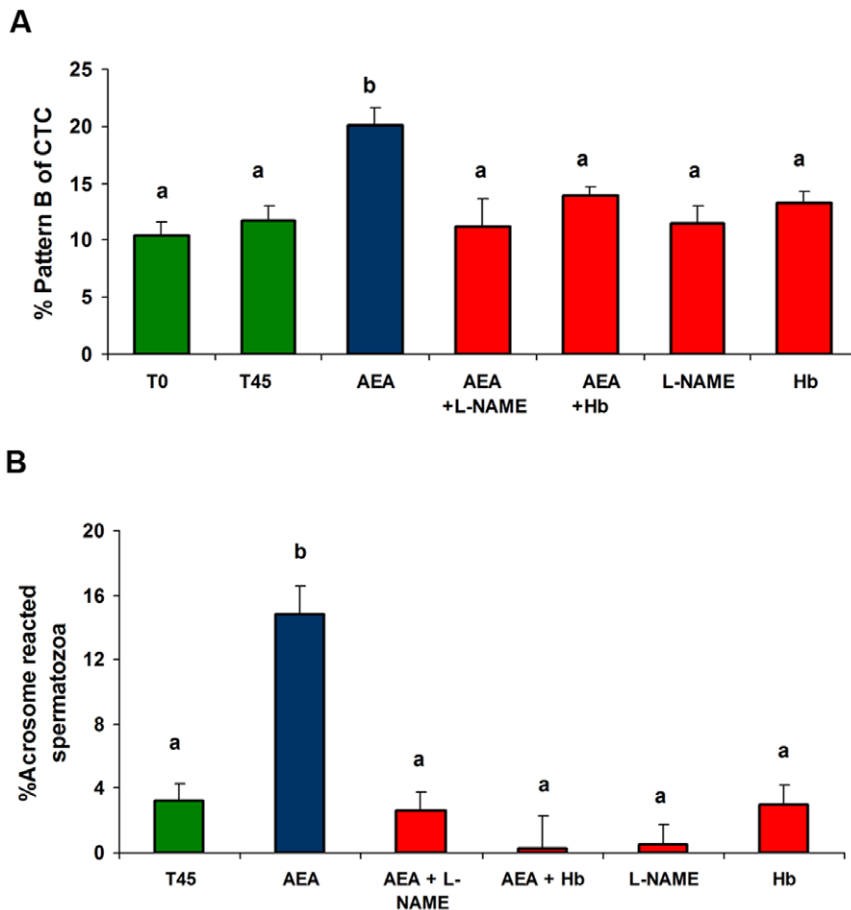 A
% Pattern B of CTC
25
20
15
10
5
0
a
a
b
a
a
a
a
T0
T45
AEA
AEA
+L-NAME
AEA
+Hb
L-NAME
Hb
B
%Acrosome reacted
spermatozoa
20
16
12
8
4
0
a
b
a
a
a
a
T45
AEA
AEA + L-
NAME
AEA + Hb
L-NAME
Hb